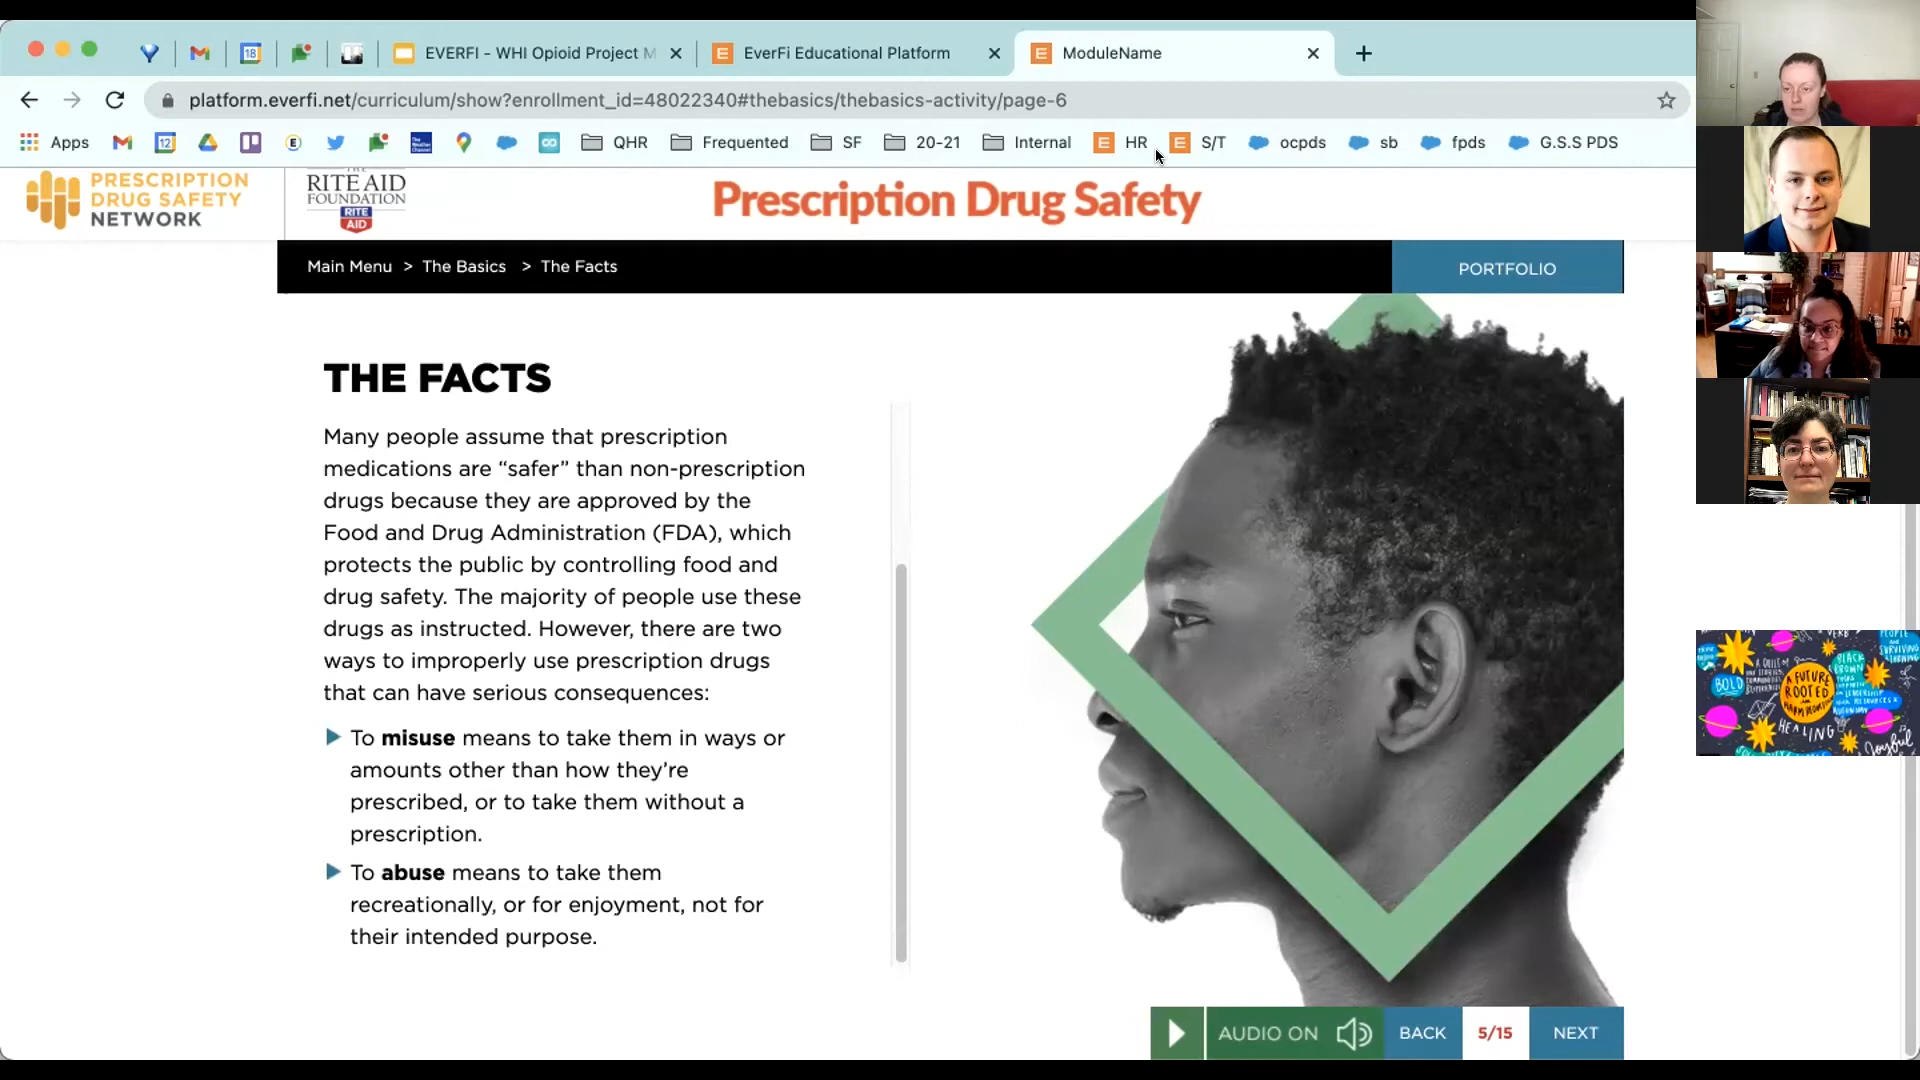 EVERFI - WHI Opioid Project M
EverFi Educational Platform
ModuleName
platform.everfi.net/curriculum/show?enrollment_id=48022340#thebasics/thebasics-activity/page-6
Apps
QHR
Frequented
SF
20-21
Internal
HR
S/T
ocpds
sb
fpds
G.S.S PDS
PRESCRIPTION
DRUG SAFETY
NETWORK
RITE AID
FOUNDATION
RITE
AID
Prescription Drug Safety
Main Menu > The Basics > The Facts
PORTFOLIO
THE FACTS
Many people assume that prescription
medications are “safer” than non-prescription
drugs because they are approved by the
Food and Drug Administration (FDA), which
protects the public by controlling food and
drug safety. The majority of people use these
drugs as instructed. However, there are two
ways to improperly use prescription drugs
that can have serious consequences:
To misuse means to take them in ways or
amounts other than how they’re
prescribed, or to take them without a
prescription.
To abuse means to take them
recreationally, or for enjoyment, not for
their intended purpose.
AUDIO ON
BACK
5/15
NEXT
BOLD
BLACK
BROWN
A FUTURE
ROOTED
HEALING
Joyful